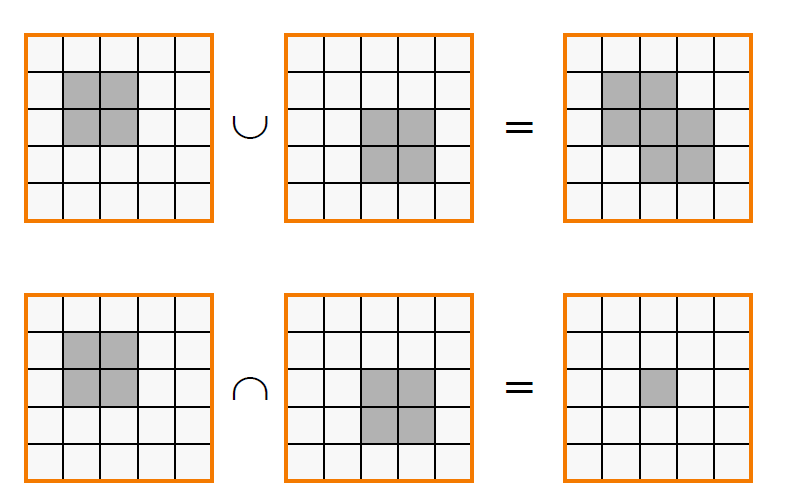 ∪ =
∩ =